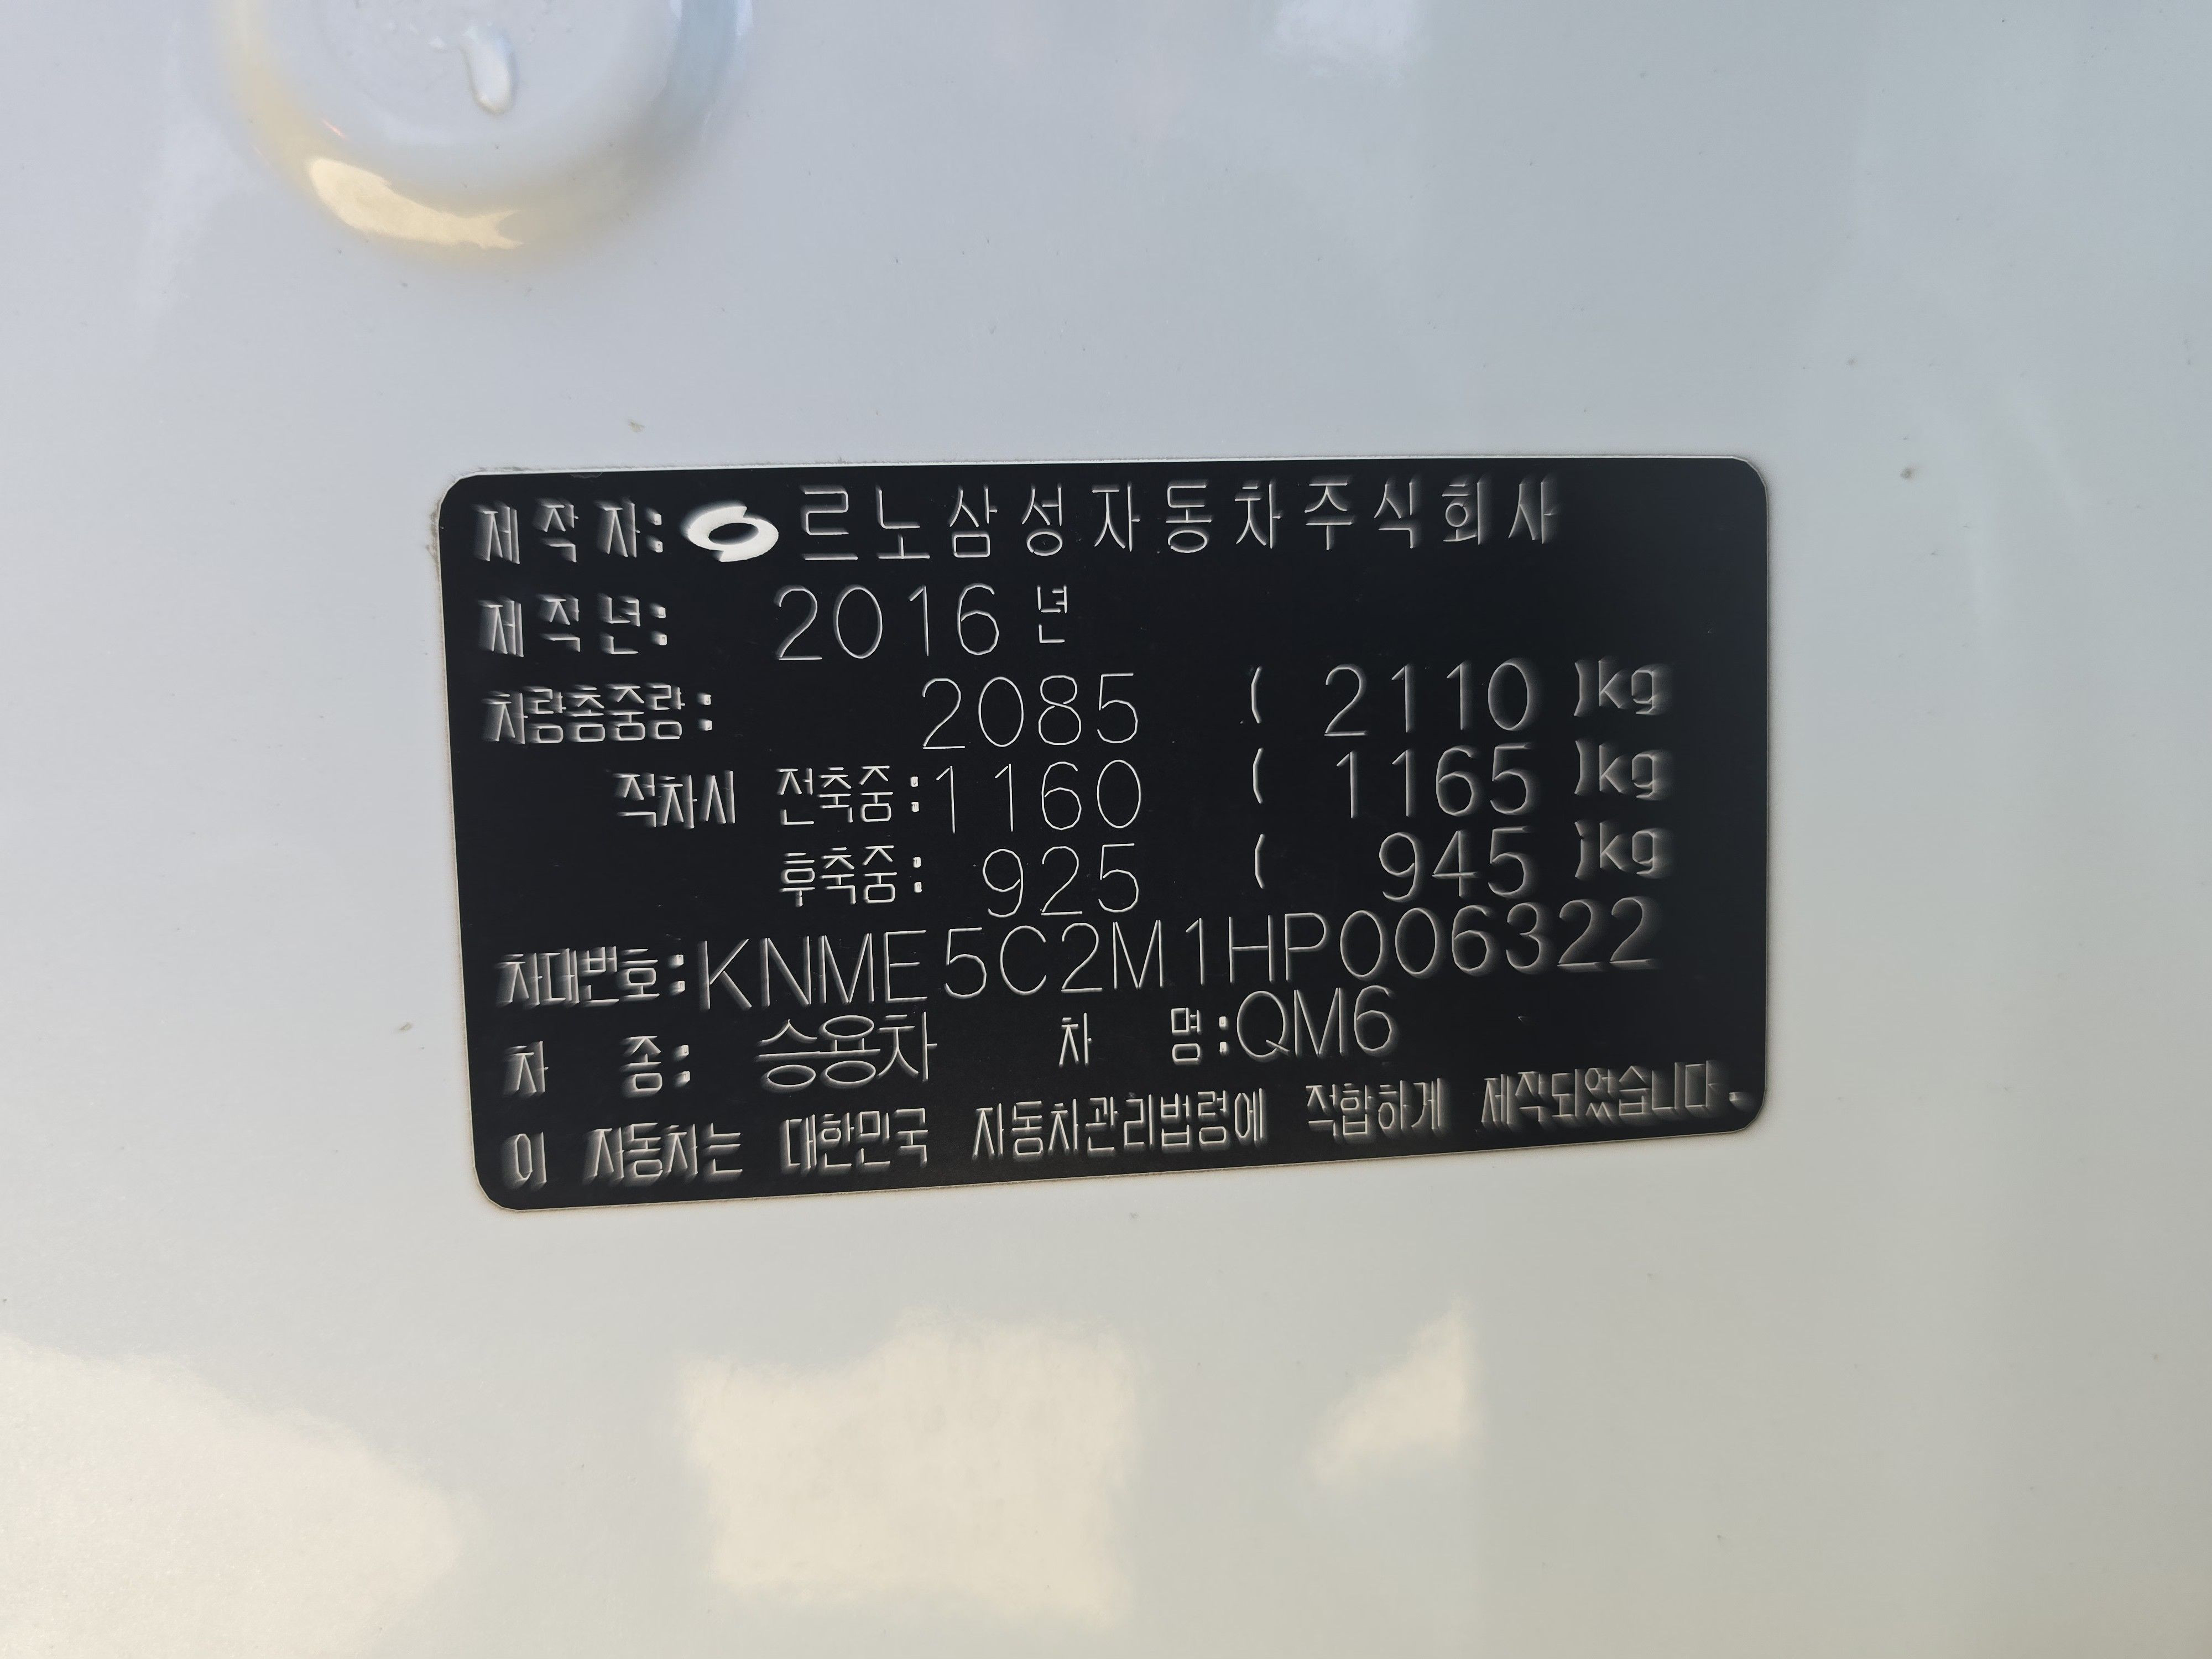 제 작 자: 르노삼성자동차주식회사
제 작 년: 2016 년
차량총중량: 2085 ( 2110 )kg
적차시 전축중: 1160 ( 1165 )kg
후축중: 925 ( 945 )kg
차대번호: KNME5C2M1HP006322
차 종: 승용차 차 명: QM6
이 자동차는 대한민국 자동차관리법령에 적합하게 제작되었습니다.